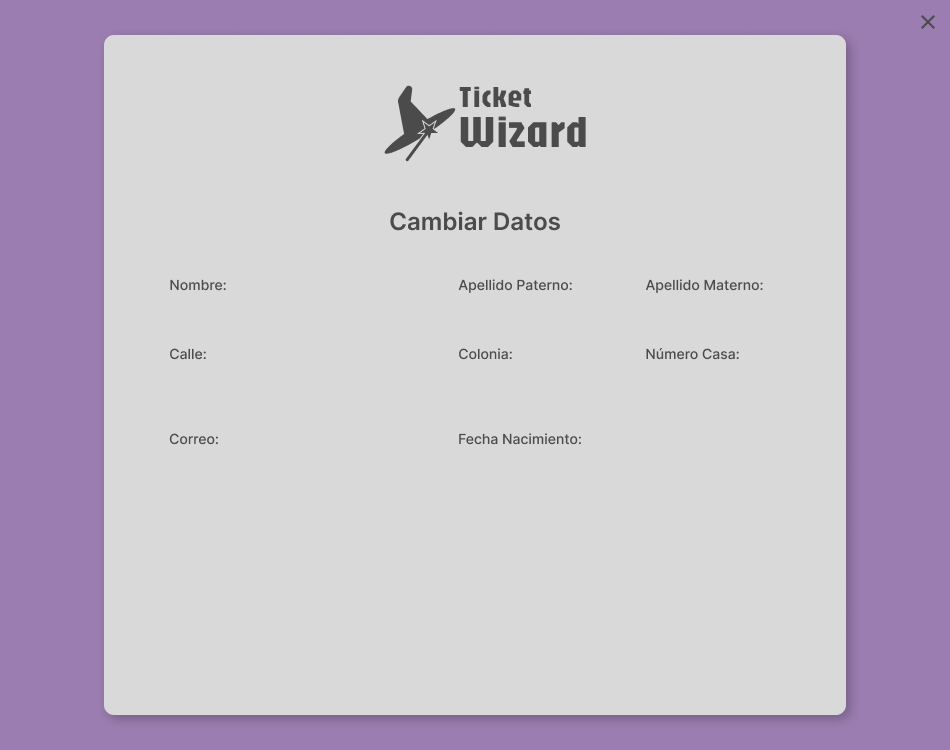 Ticket
Wizard
Cambiar Datos
Nombre: Apellido Paterno: Apellido Materno:
Calle: Colonia: Número Casa:
Correo: Fecha Nacimiento: